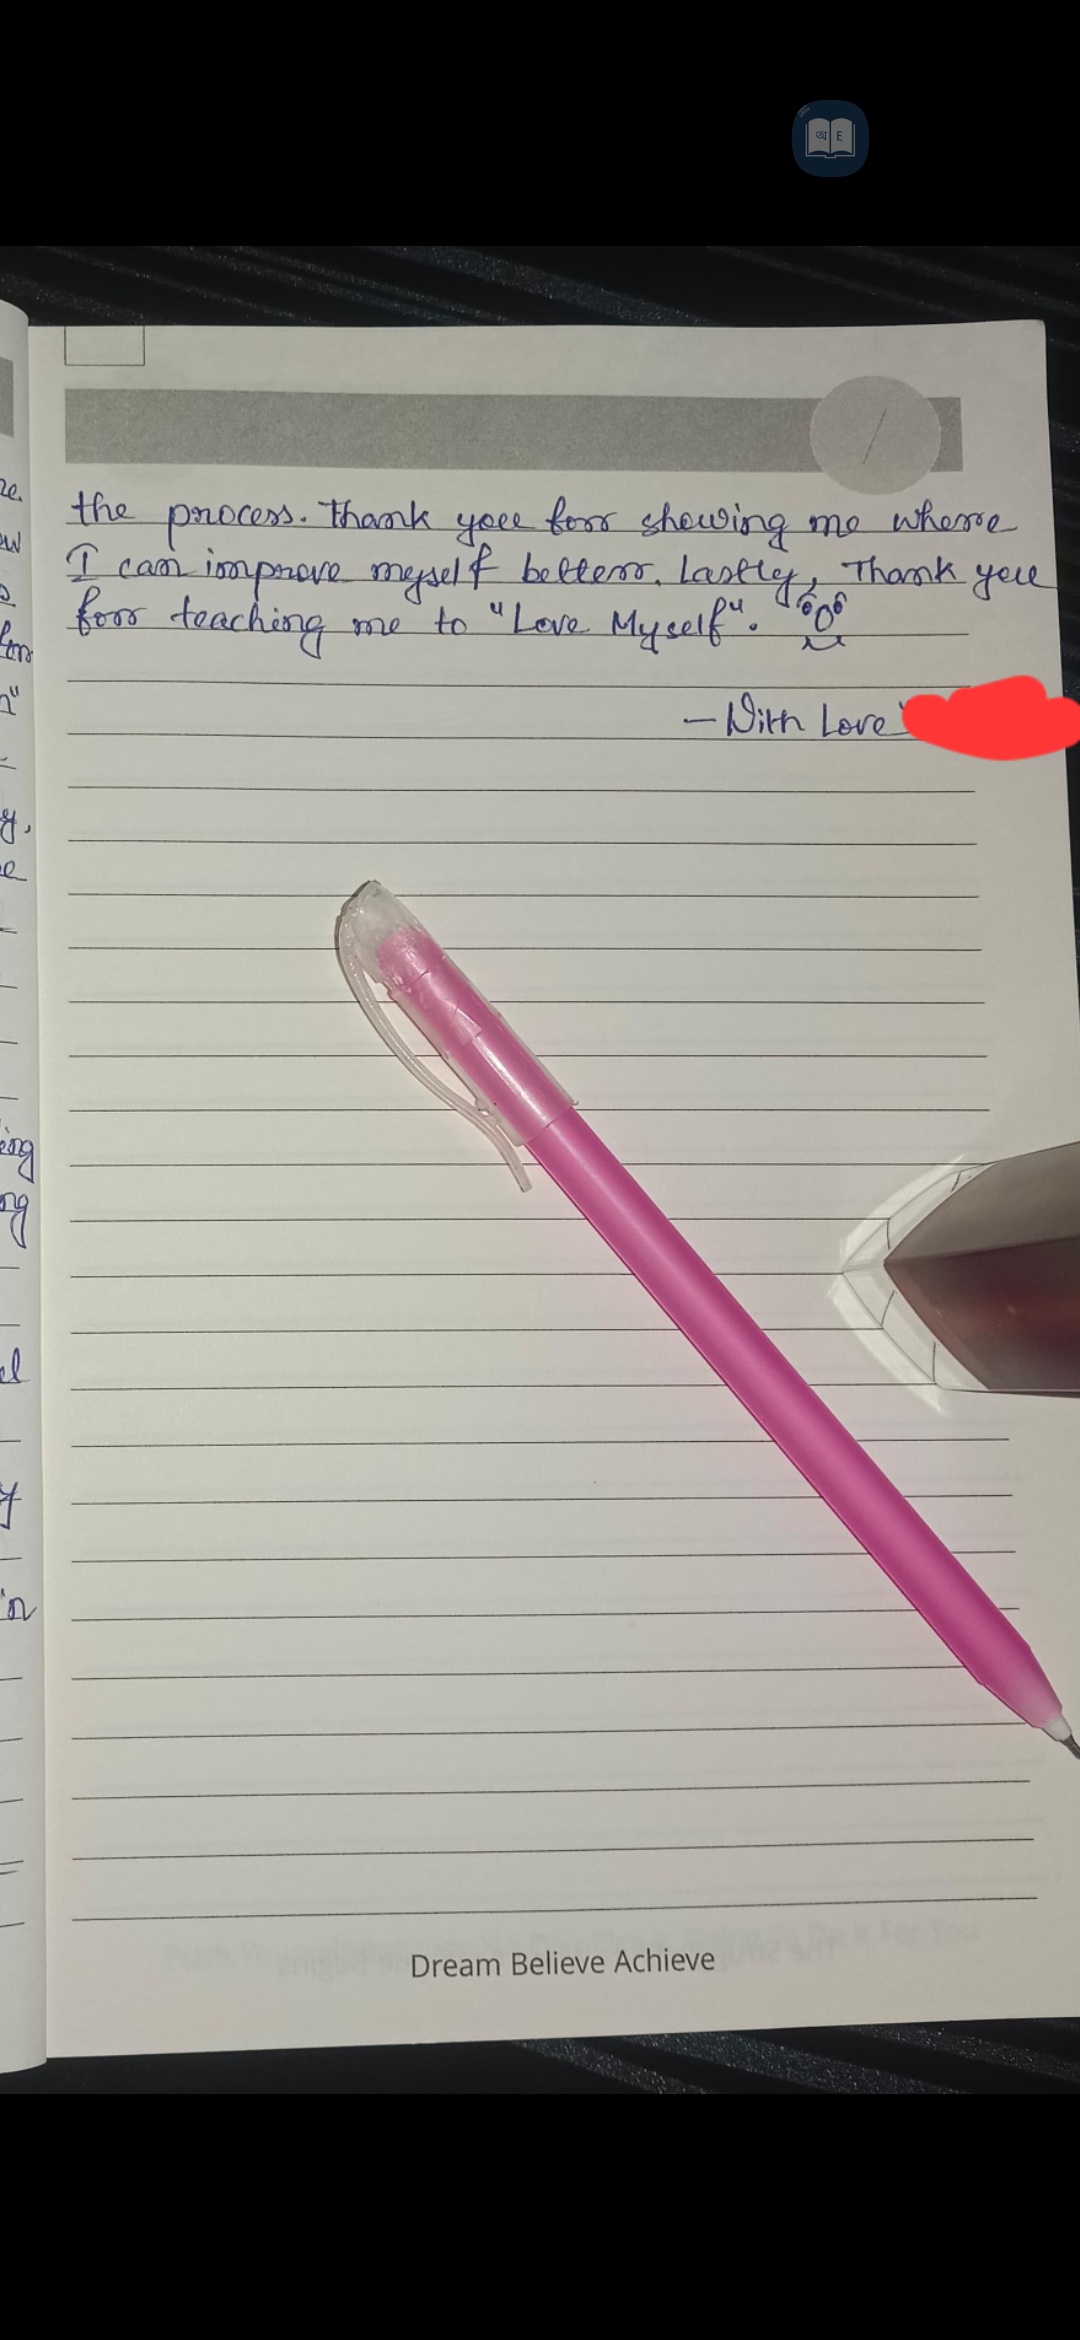 the process. Thank you for showing me where
I can improve myself better. Lastly, Thank you
for teaching me to "Love Myself".
— With Love
Dream Believe Achieve